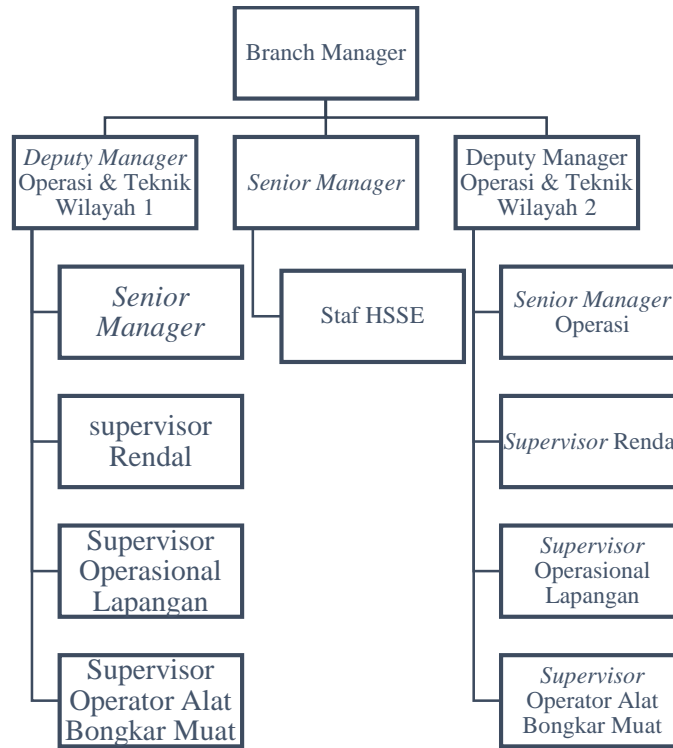 Branch Manager
Deputy Manager
Operasi & Teknik
Wilayah 1
Senior Manager
Deputy Manager
Operasi & Teknik
Wilayah 2
Senior
Manager
supervisor
Rendal
Supervisor
Operasional
Lapangan
Supervisor
Operator Alat
Bongkar Muat
Staf HSSE
Senior Manager
Operasi
Supervisor Renda
Supervisor
Operasional
Lapangan
Supervisor
Operator Alat
Bongkar Muat